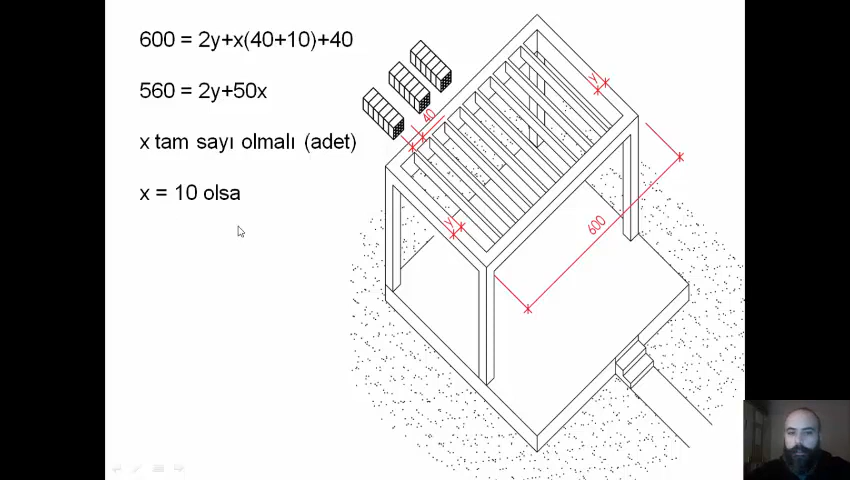 600 = 2y+x(40+10)+40
560 = 2y+50x
x tam sayı olmalı (adet)
x = 10 olsa
40
y
y
600